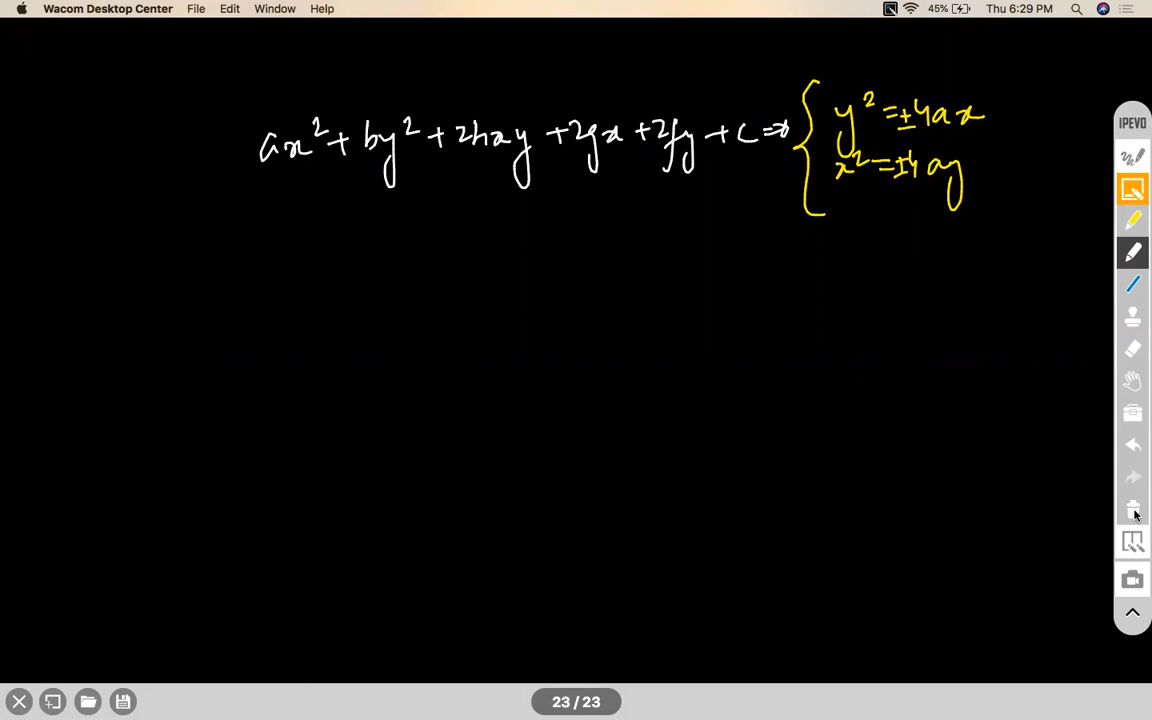 Wacom Desktop Center File Edit Window Help 45% Thu 6:29 PM
ax² + by² + 2hxy + 2gx + 2fy + c =>
y² = ±4ax
x² = ±4ay
IPEVO
23 / 23